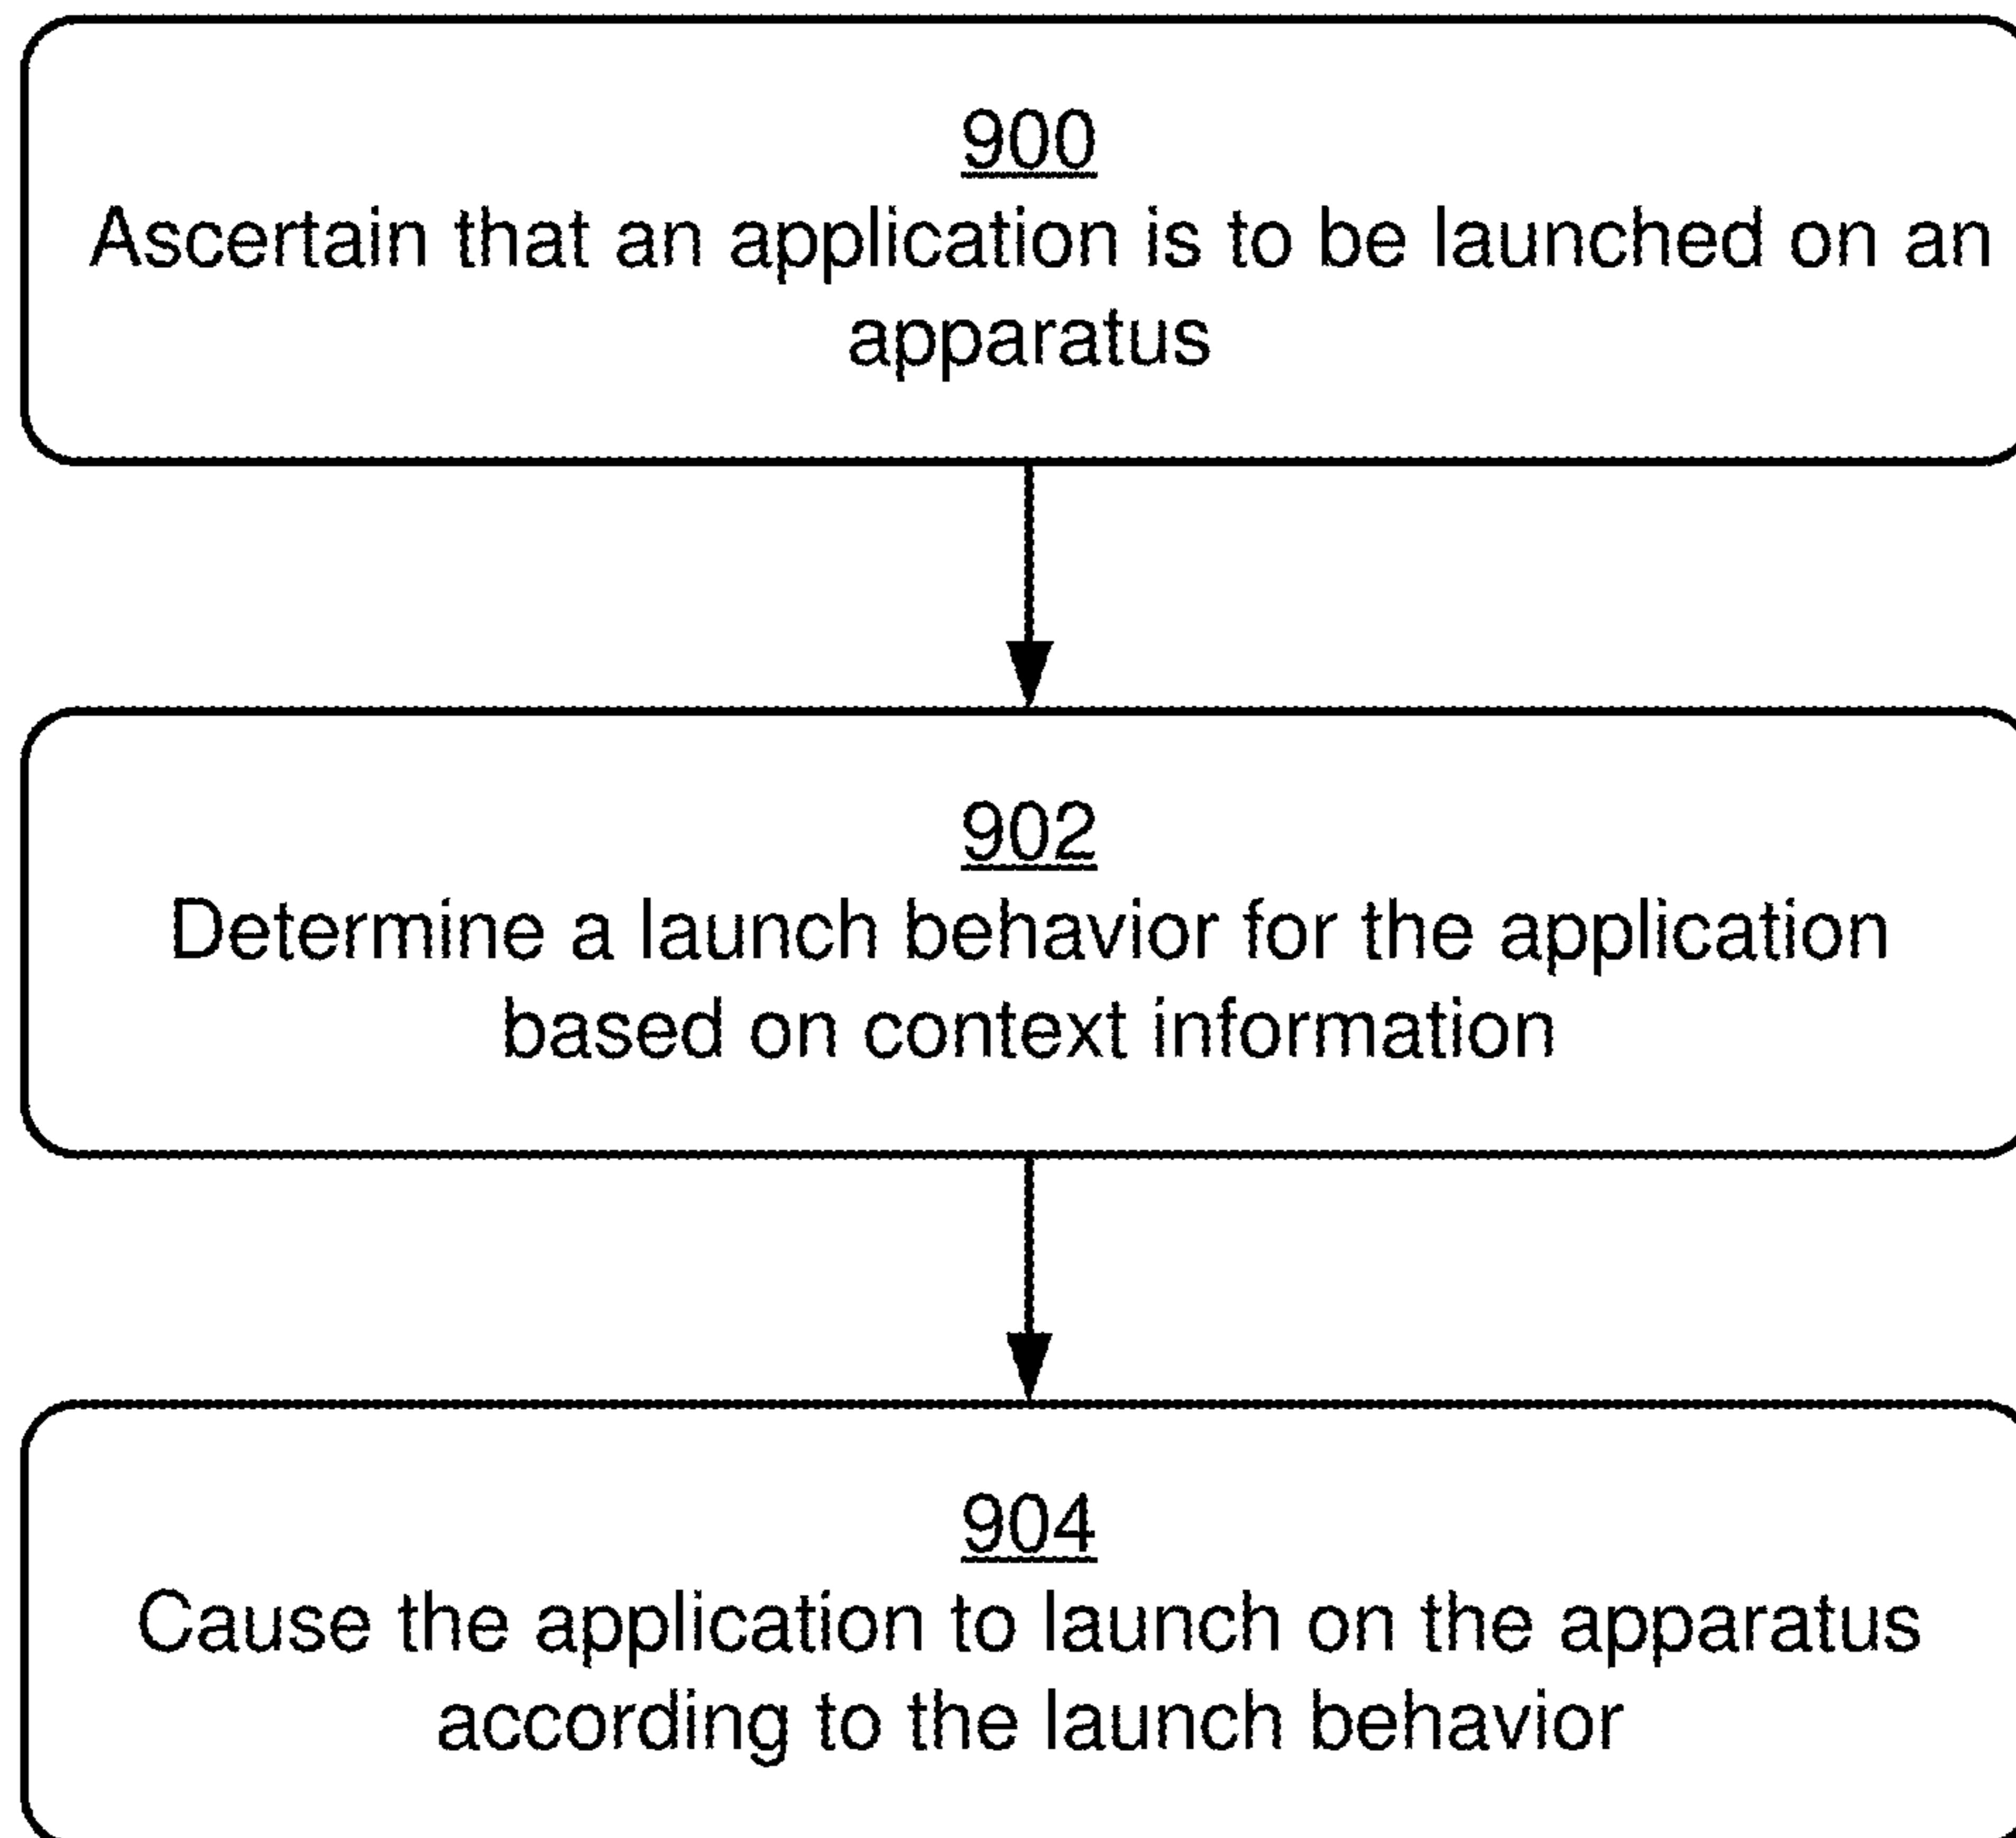 900
Ascertain that an application is to be launched on an
apparatus
902
Determine a launch behavior for the application
based on context information
904
Cause the application to launch on the apparatus
according to the launch behavior